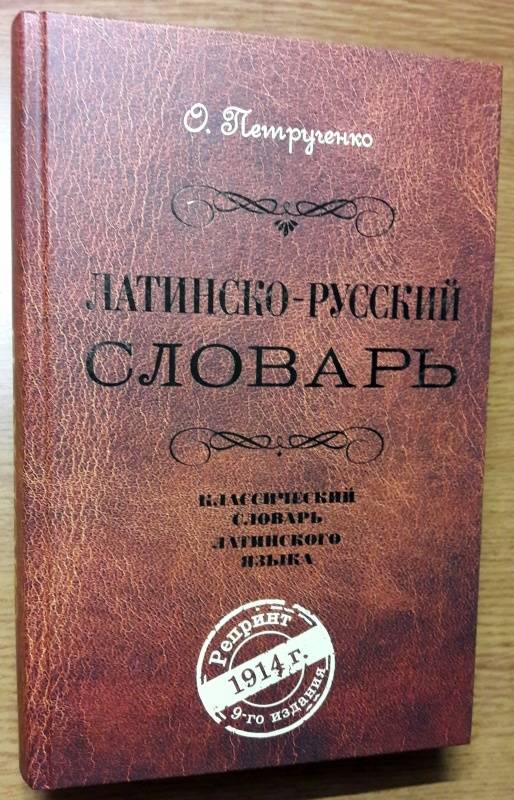 О. Петрученко
ЛАТИНСКО-РУССКИЙ
СЛОВАРЬ
КЛАССИЧЕСКИЙ
СЛОВАРЬ
ЛАТИНСКОГО
ЯЗЫКА
Репринт
1914 г.
9-го издания